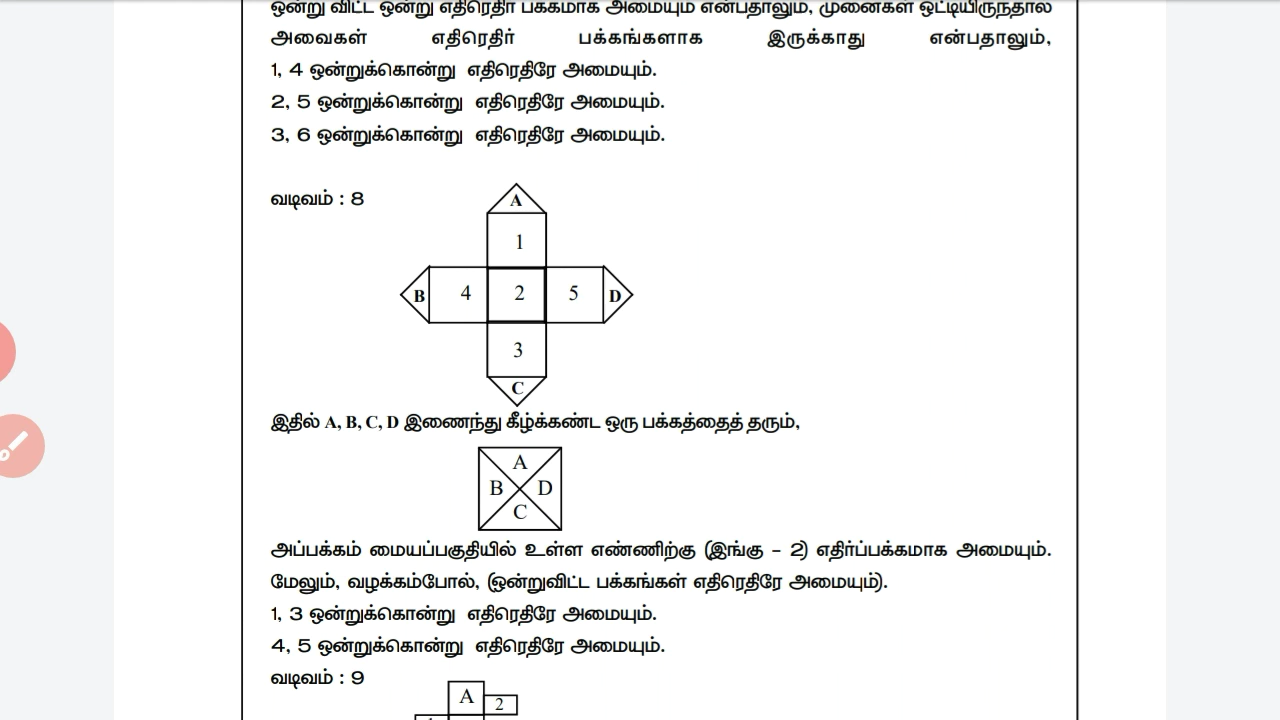 ஒன்று விட்ட ஒன்று எதிரெதிர் பக்கமாக அமையும் என்பதாலும், முனைகள் ஒட்டியிருந்தால்
அவைகள் எதிரெதிர் பக்கங்களாக இருக்காது என்பதாலும்,
1, 4 ஒன்றுக்கொன்று எதிரெதிரே அமையும்.
2, 5 ஒன்றுக்கொன்று எதிரெதிரே அமையும்.
3, 6 ஒன்றுக்கொன்று எதிரெதிரே அமையும்.
வடிவம் : 8
A
1
B 4 2 5 D
3
C
இதில் A, B, C, D இணைந்து கீழ்க்கண்ட ஒரு பக்கத்தைத் தரும்,
A
B D
C
அப்பக்கம் மையப்பகுதியில் உள்ள எண்ணிற்கு (இங்கு - 2) எதிர்ப்பக்கமாக அமையும்.
மேலும், வழக்கம்போல், (ஒன்றுவிட்ட பக்கங்கள் எதிரெதிரே அமையும்).
1, 3 ஒன்றுக்கொன்று எதிரெதிரே அமையும்.
4, 5 ஒன்றுக்கொன்று எதிரெதிரே அமையும்.
வடிவம் : 9
A 2